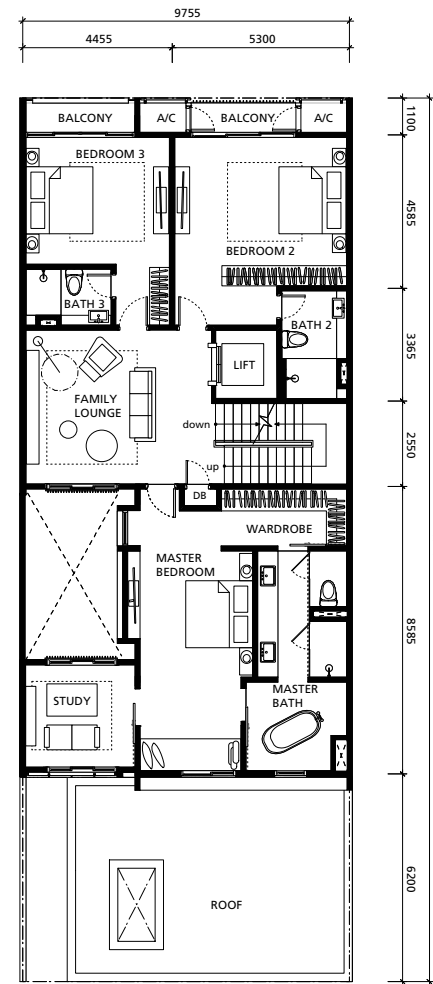 9755
4455 5300
BALCONY A/C BALCONY A/C
1100
BEDROOM 3
4585
BEDROOM 2
BATH 3
BATH 2
3365
LIFT
FAMILY
LOUNGE
down
2550
up
DB
WARDROBE
MASTER
BEDROOM
8585
STUDY
MASTER
BATH
6200
ROOF